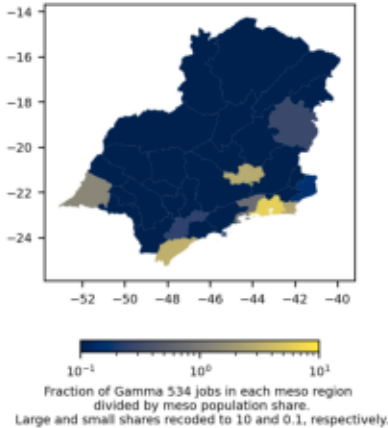 −14
−16
−18
−20
−22
−24
−52 −50 −48 −46 −44 −42 −40
10⁻¹ 10⁰ 10¹
Fraction of Gamma 534 jobs in each meso region
divided by meso population share.
Large and small shares recoded to 10 and 0.1, respectively.